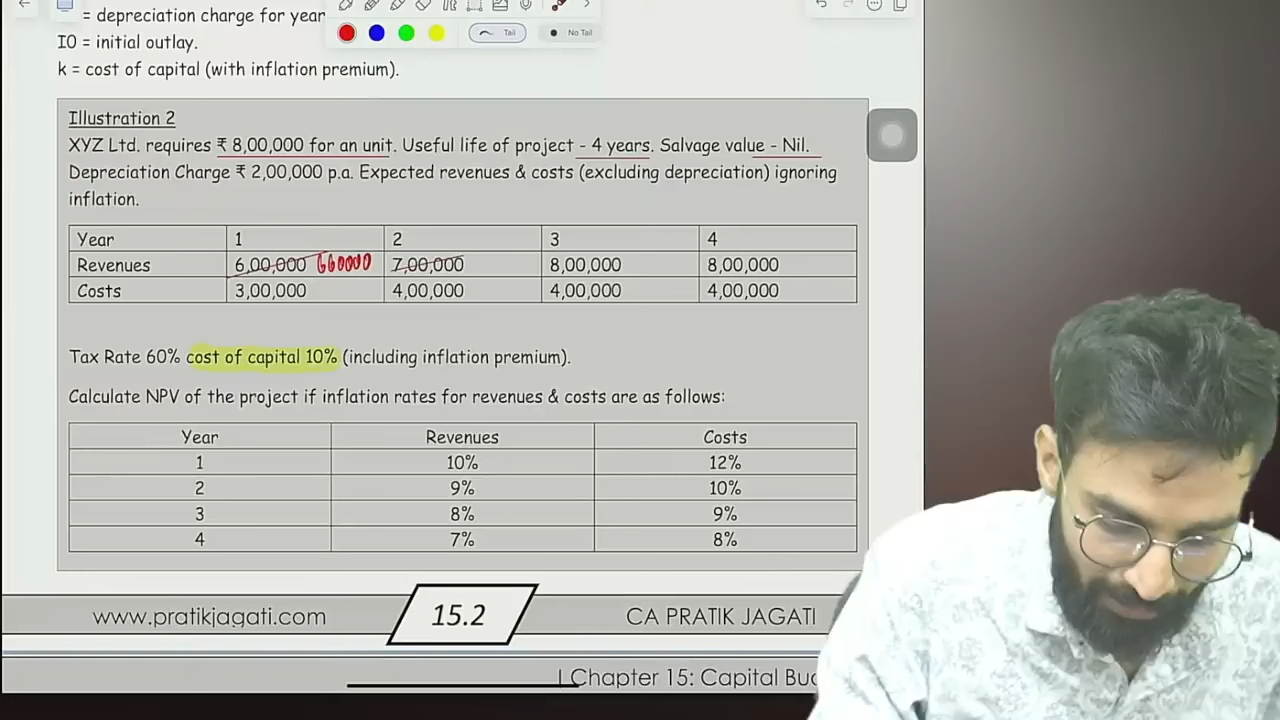 = depreciation charge for year
Tail
No Tail
I0 = initial outlay.
k = cost of capital (with inflation premium).
Illustration 2
XYZ Ltd. requires ₹ 8,00,000 for an unit. Useful life of project - 4 years. Salvage value - Nil.
Depreciation Charge ₹ 2,00,000 p.a. Expected revenues & costs (excluding depreciation) ignoring
inflation.
Year 1 2 3 4
Revenues 6,00,000 660000 7,00,000 8,00,000 8,00,000
Costs 3,00,000 4,00,000 4,00,000 4,00,000
Tax Rate 60% cost of capital 10% (including inflation premium).
Calculate NPV of the project if inflation rates for revenues & costs are as follows:
Year Revenues Costs
1 10% 12%
2 9% 10%
3 8% 9%
4 7% 8%
www.pratikjagati.com 15.2 CA PRATIK JAGATI
| Chapter 15: Capital Bu